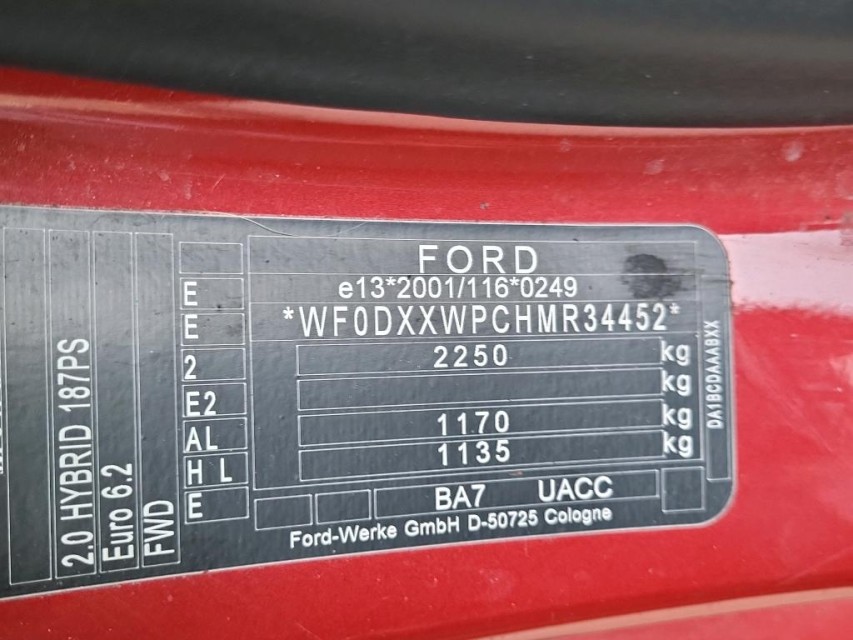 FORD
e13*2001/116*0249
*WF0DXXWPCHMR34452*
2250 kg
kg
1170 kg
1135 kg
BA7 UACC
Ford-Werke GmbH D-50725 Cologne
DA1BCDAAABXX
E
E
2
E2
AL
H L
E
2.0 HYBRID 187PS
Euro 6.2
FWD